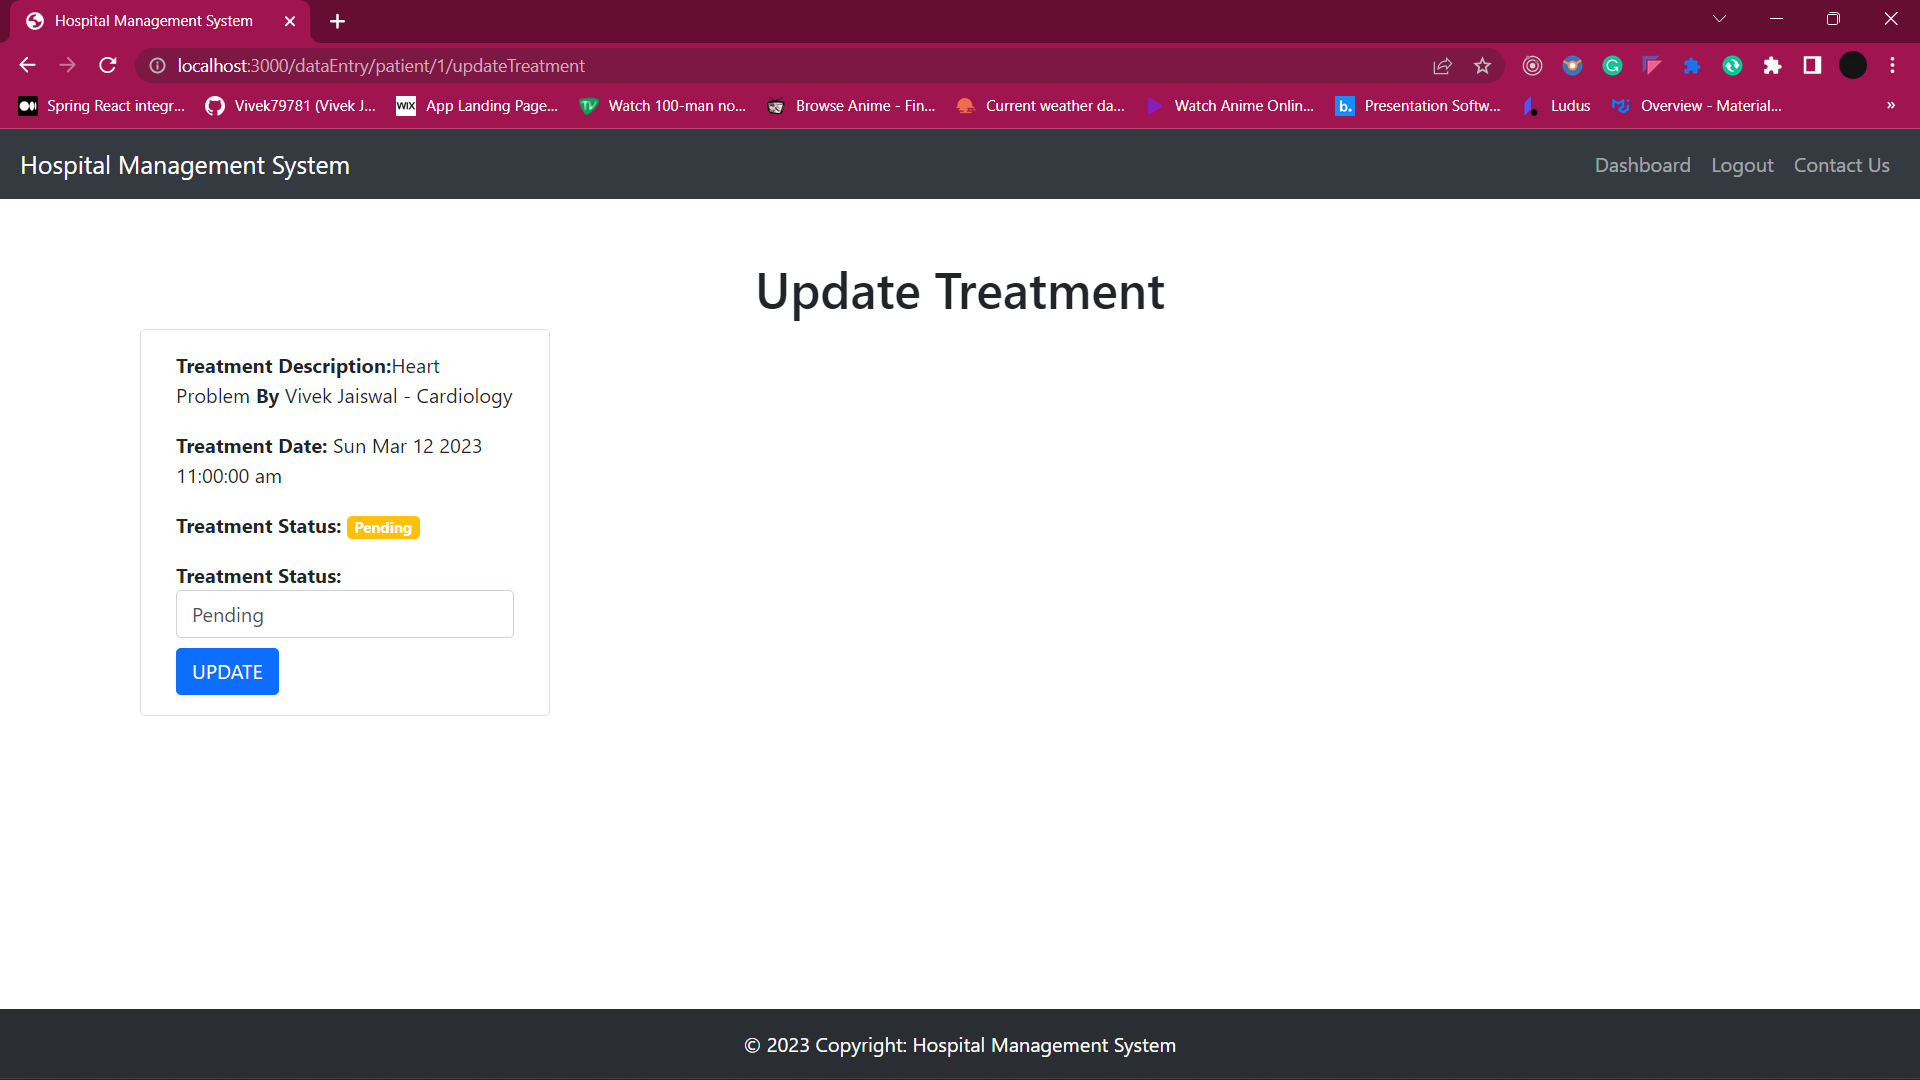 Hospital Management System
localhost:3000/dataEntry/patient/1/updateTreatment
Spring React integr... Vivek79781 (Vivek J... WIX App Landing Page... TV Watch 100-man no... Browse Anime - Fin... Current weather da... Watch Anime Onlin... b. Presentation Softw... Ludus Overview - Material... »
Hospital Management System Dashboard Logout Contact Us
Update Treatment
Treatment Description:Heart
Problem By Vivek Jaiswal - Cardiology
Treatment Date: Sun Mar 12 2023
11:00:00 am
Treatment Status: Pending
Treatment Status:
Pending
UPDATE
© 2023 Copyright: Hospital Management System